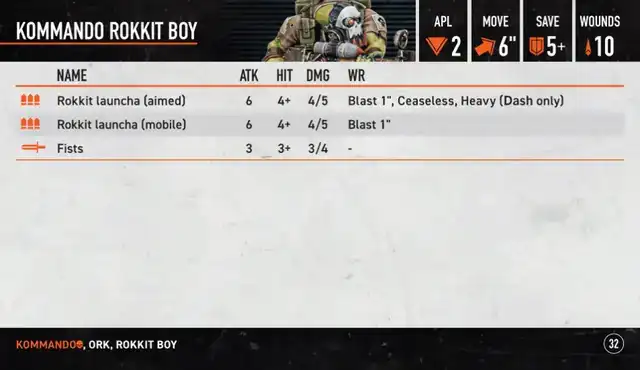 KOMMANDO ROKKIT BOY
APL
2
MOVE
6"
SAVE
5+
WOUNDS
10
NAME ATK HIT DMG WR
Rokkit launcha (aimed) 6 4+ 4/5 Blast 1", Ceaseless, Heavy (Dash only)
Rokkit launcha (mobile) 6 4+ 4/5 Blast 1"
Fists 3 3+ 3/4 -
KOMMANDO, ORK, ROKKIT BOY
32